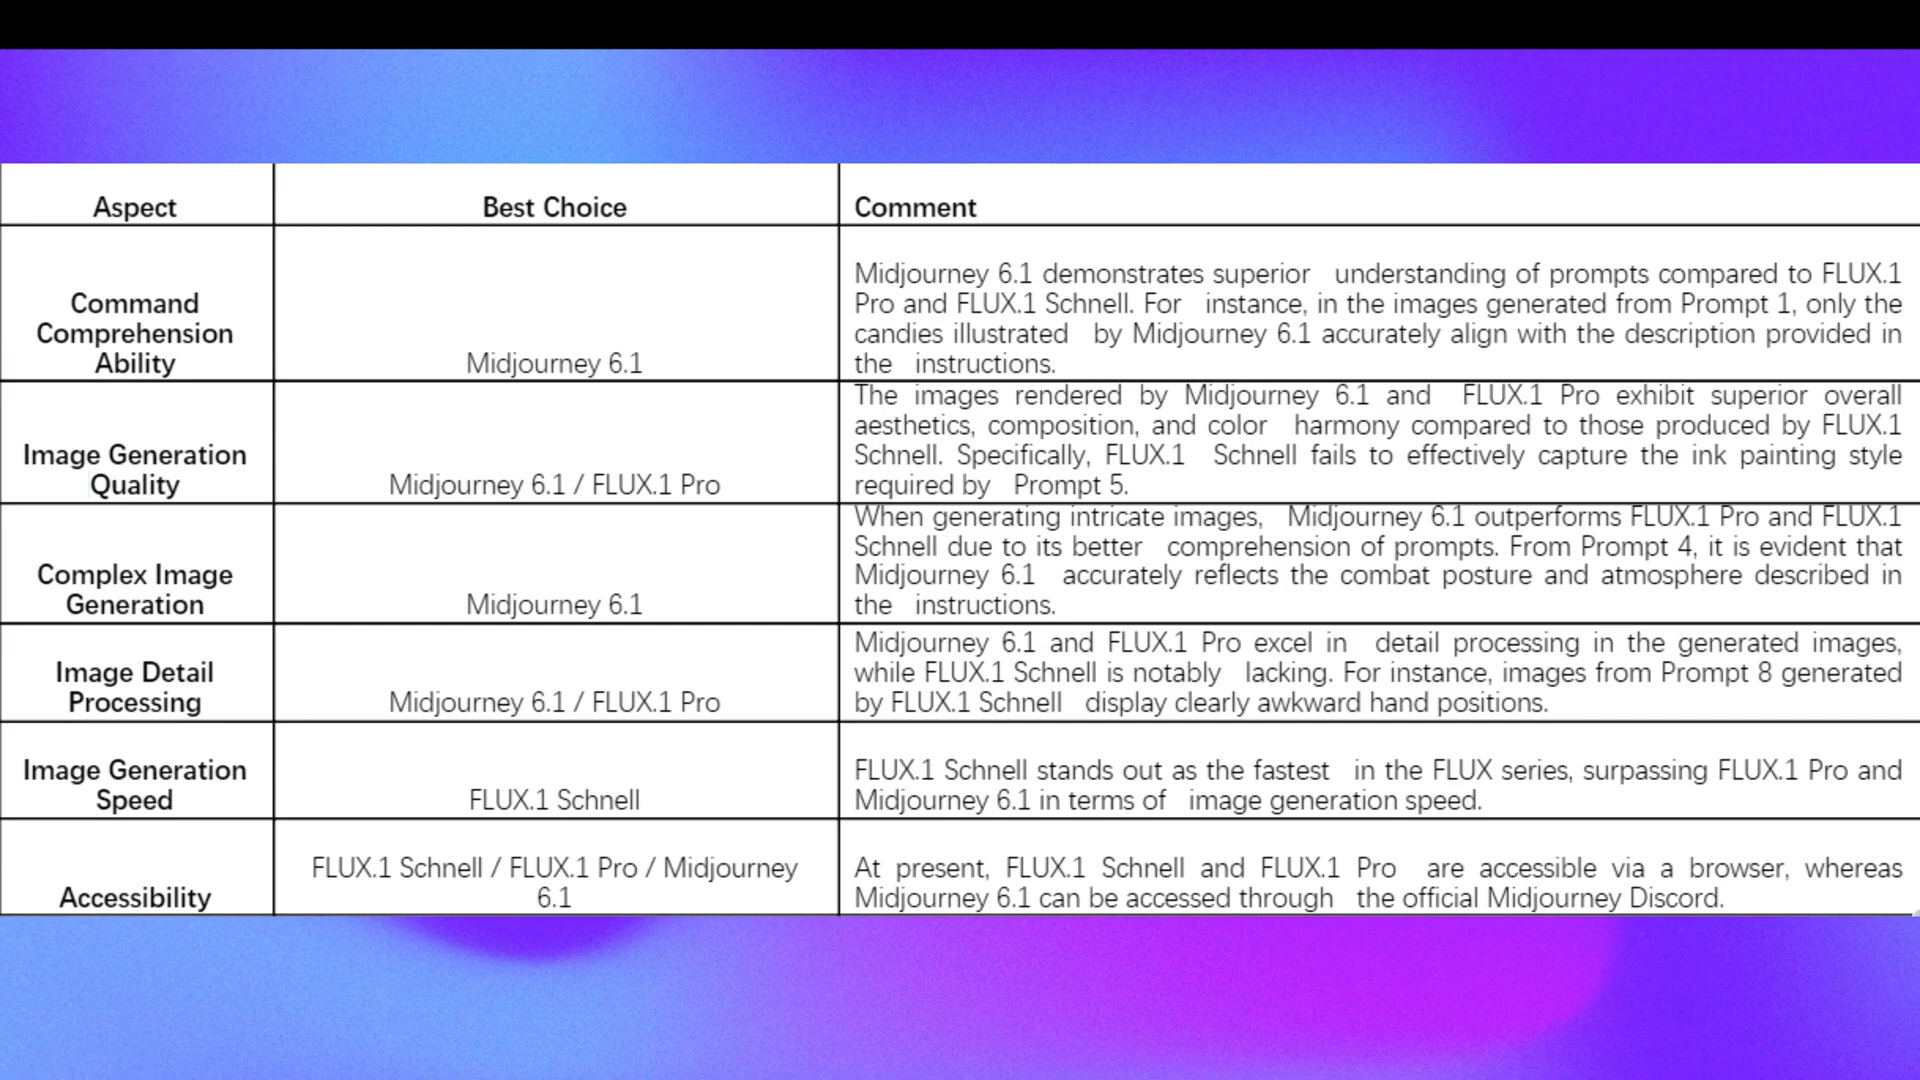 Aspect
Best Choice
Comment
Command
Comprehension
Ability
Midjourney 6.1
Midjourney 6.1 demonstrates superior understanding of prompts compared to FLUX.1
Pro and FLUX.1 Schnell. For instance, in the images generated from Prompt 1, only the
candies illustrated by Midjourney 6.1 accurately align with the description provided in
the instructions.
Image Generation
Quality
Midjourney 6.1 / FLUX.1 Pro
The images rendered by Midjourney 6.1 and FLUX.1 Pro exhibit superior overall
aesthetics, composition, and color harmony compared to those produced by FLUX.1
Schnell. Specifically, FLUX.1 Schnell fails to effectively capture the ink painting style
required by Prompt 5.
Complex Image
Generation
Midjourney 6.1
When generating intricate images, Midjourney 6.1 outperforms FLUX.1 Pro and FLUX.1
Schnell due to its better comprehension of prompts. From Prompt 4, it is evident that
Midjourney 6.1 accurately reflects the combat posture and atmosphere described in
the instructions.
Image Detail
Processing
Midjourney 6.1 / FLUX.1 Pro
Midjourney 6.1 and FLUX.1 Pro excel in detail processing in the generated images,
while FLUX.1 Schnell is notably lacking. For instance, images from Prompt 8 generated
by FLUX.1 Schnell display clearly awkward hand positions.
Image Generation
Speed
FLUX.1 Schnell
FLUX.1 Schnell stands out as the fastest in the FLUX series, surpassing FLUX.1 Pro and
Midjourney 6.1 in terms of image generation speed.
Accessibility
FLUX.1 Schnell / FLUX.1 Pro / Midjourney
6.1
At present, FLUX.1 Schnell and FLUX.1 Pro are accessible via a browser, whereas
Midjourney 6.1 can be accessed through the official Midjourney Discord.